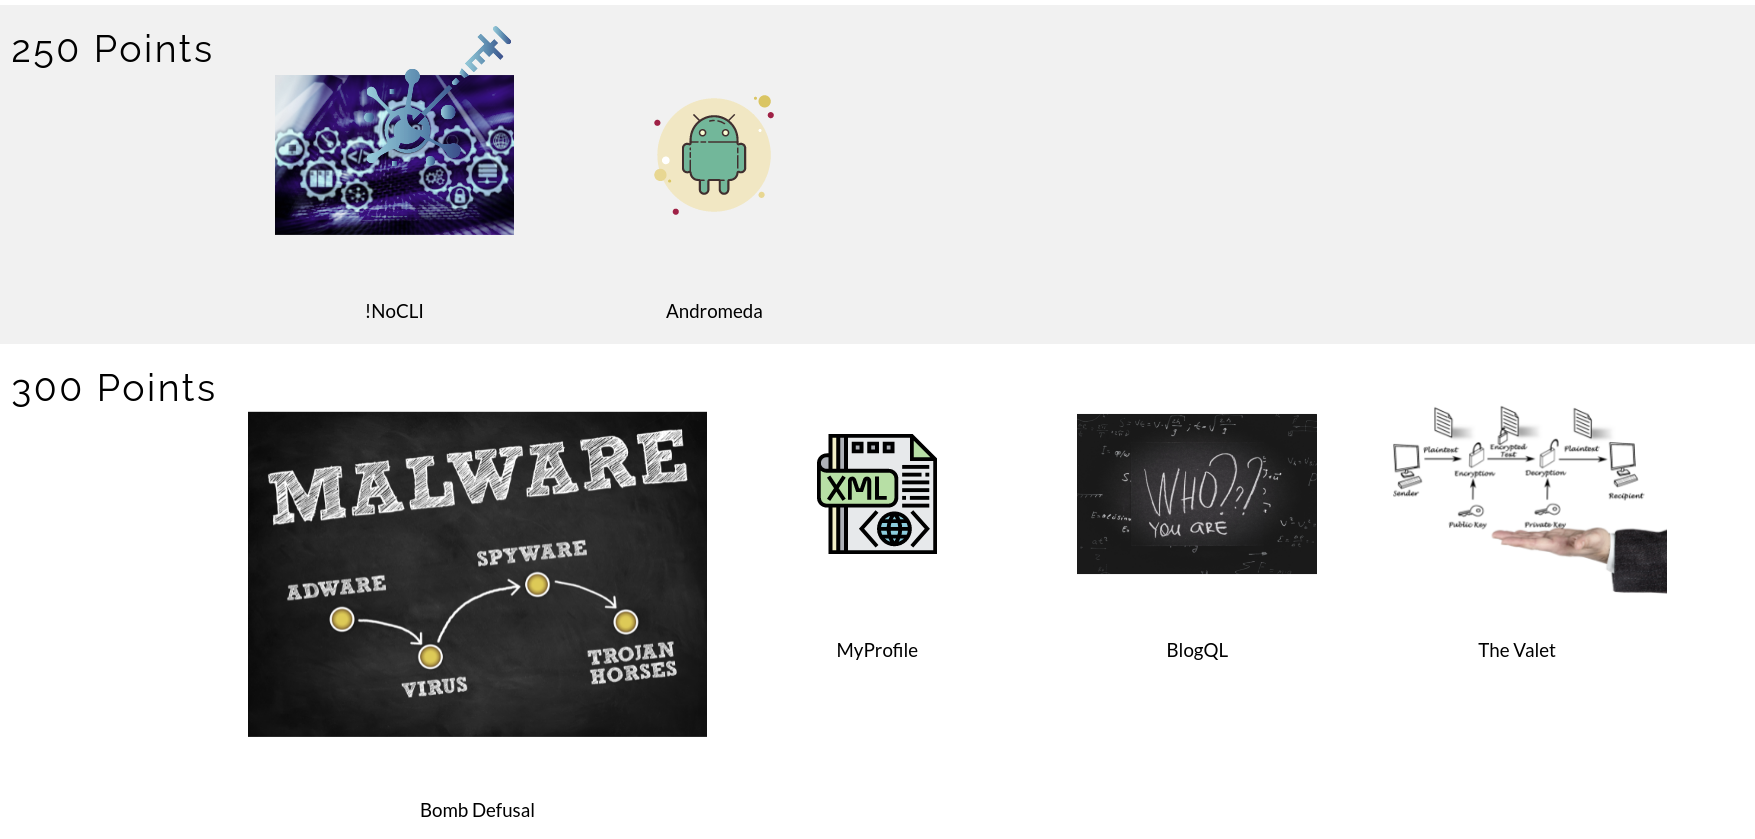 250 Points
!NoCLI
Andromeda
300 Points
MALWARE
ADWARE
VIRUS
SPYWARE
TROJAN
HORSES
Bomb Defusal
XML
MyProfile
WHO???
YOU ARE
BlogQL
Sender
Plaintext
Encryption
Encrypted
Text
Decryption
Plaintext
Recipient
Public Key
Private Key
The Valet